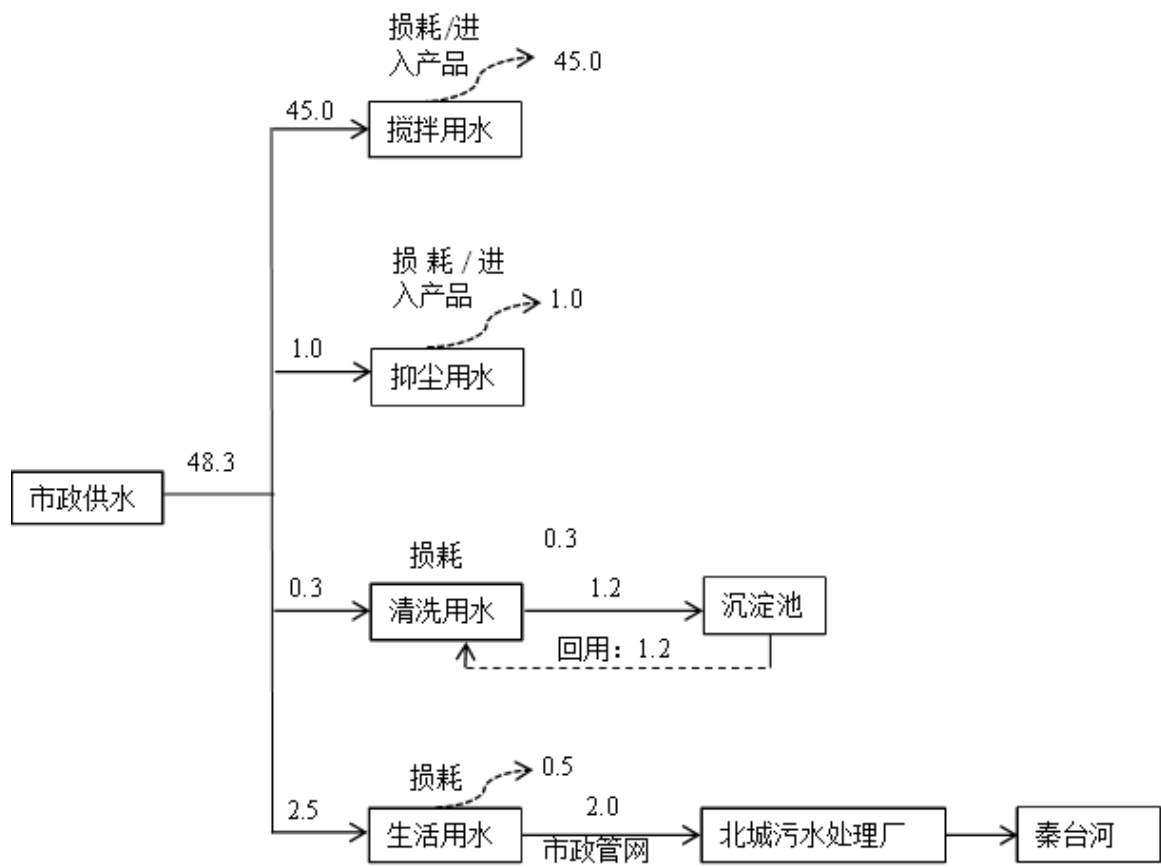 损耗/进
入产品
45.0
45.0
搅拌用水
损 耗 / 进
入产品
1.0
1.0
抑尘用水
48.3
市政供水
损耗
0.3
0.3
清洗用水
1.2
沉淀池
回用：1.2
损耗
0.5
2.5
生活用水
2.0
市政管网
北城污水处理厂
秦台河